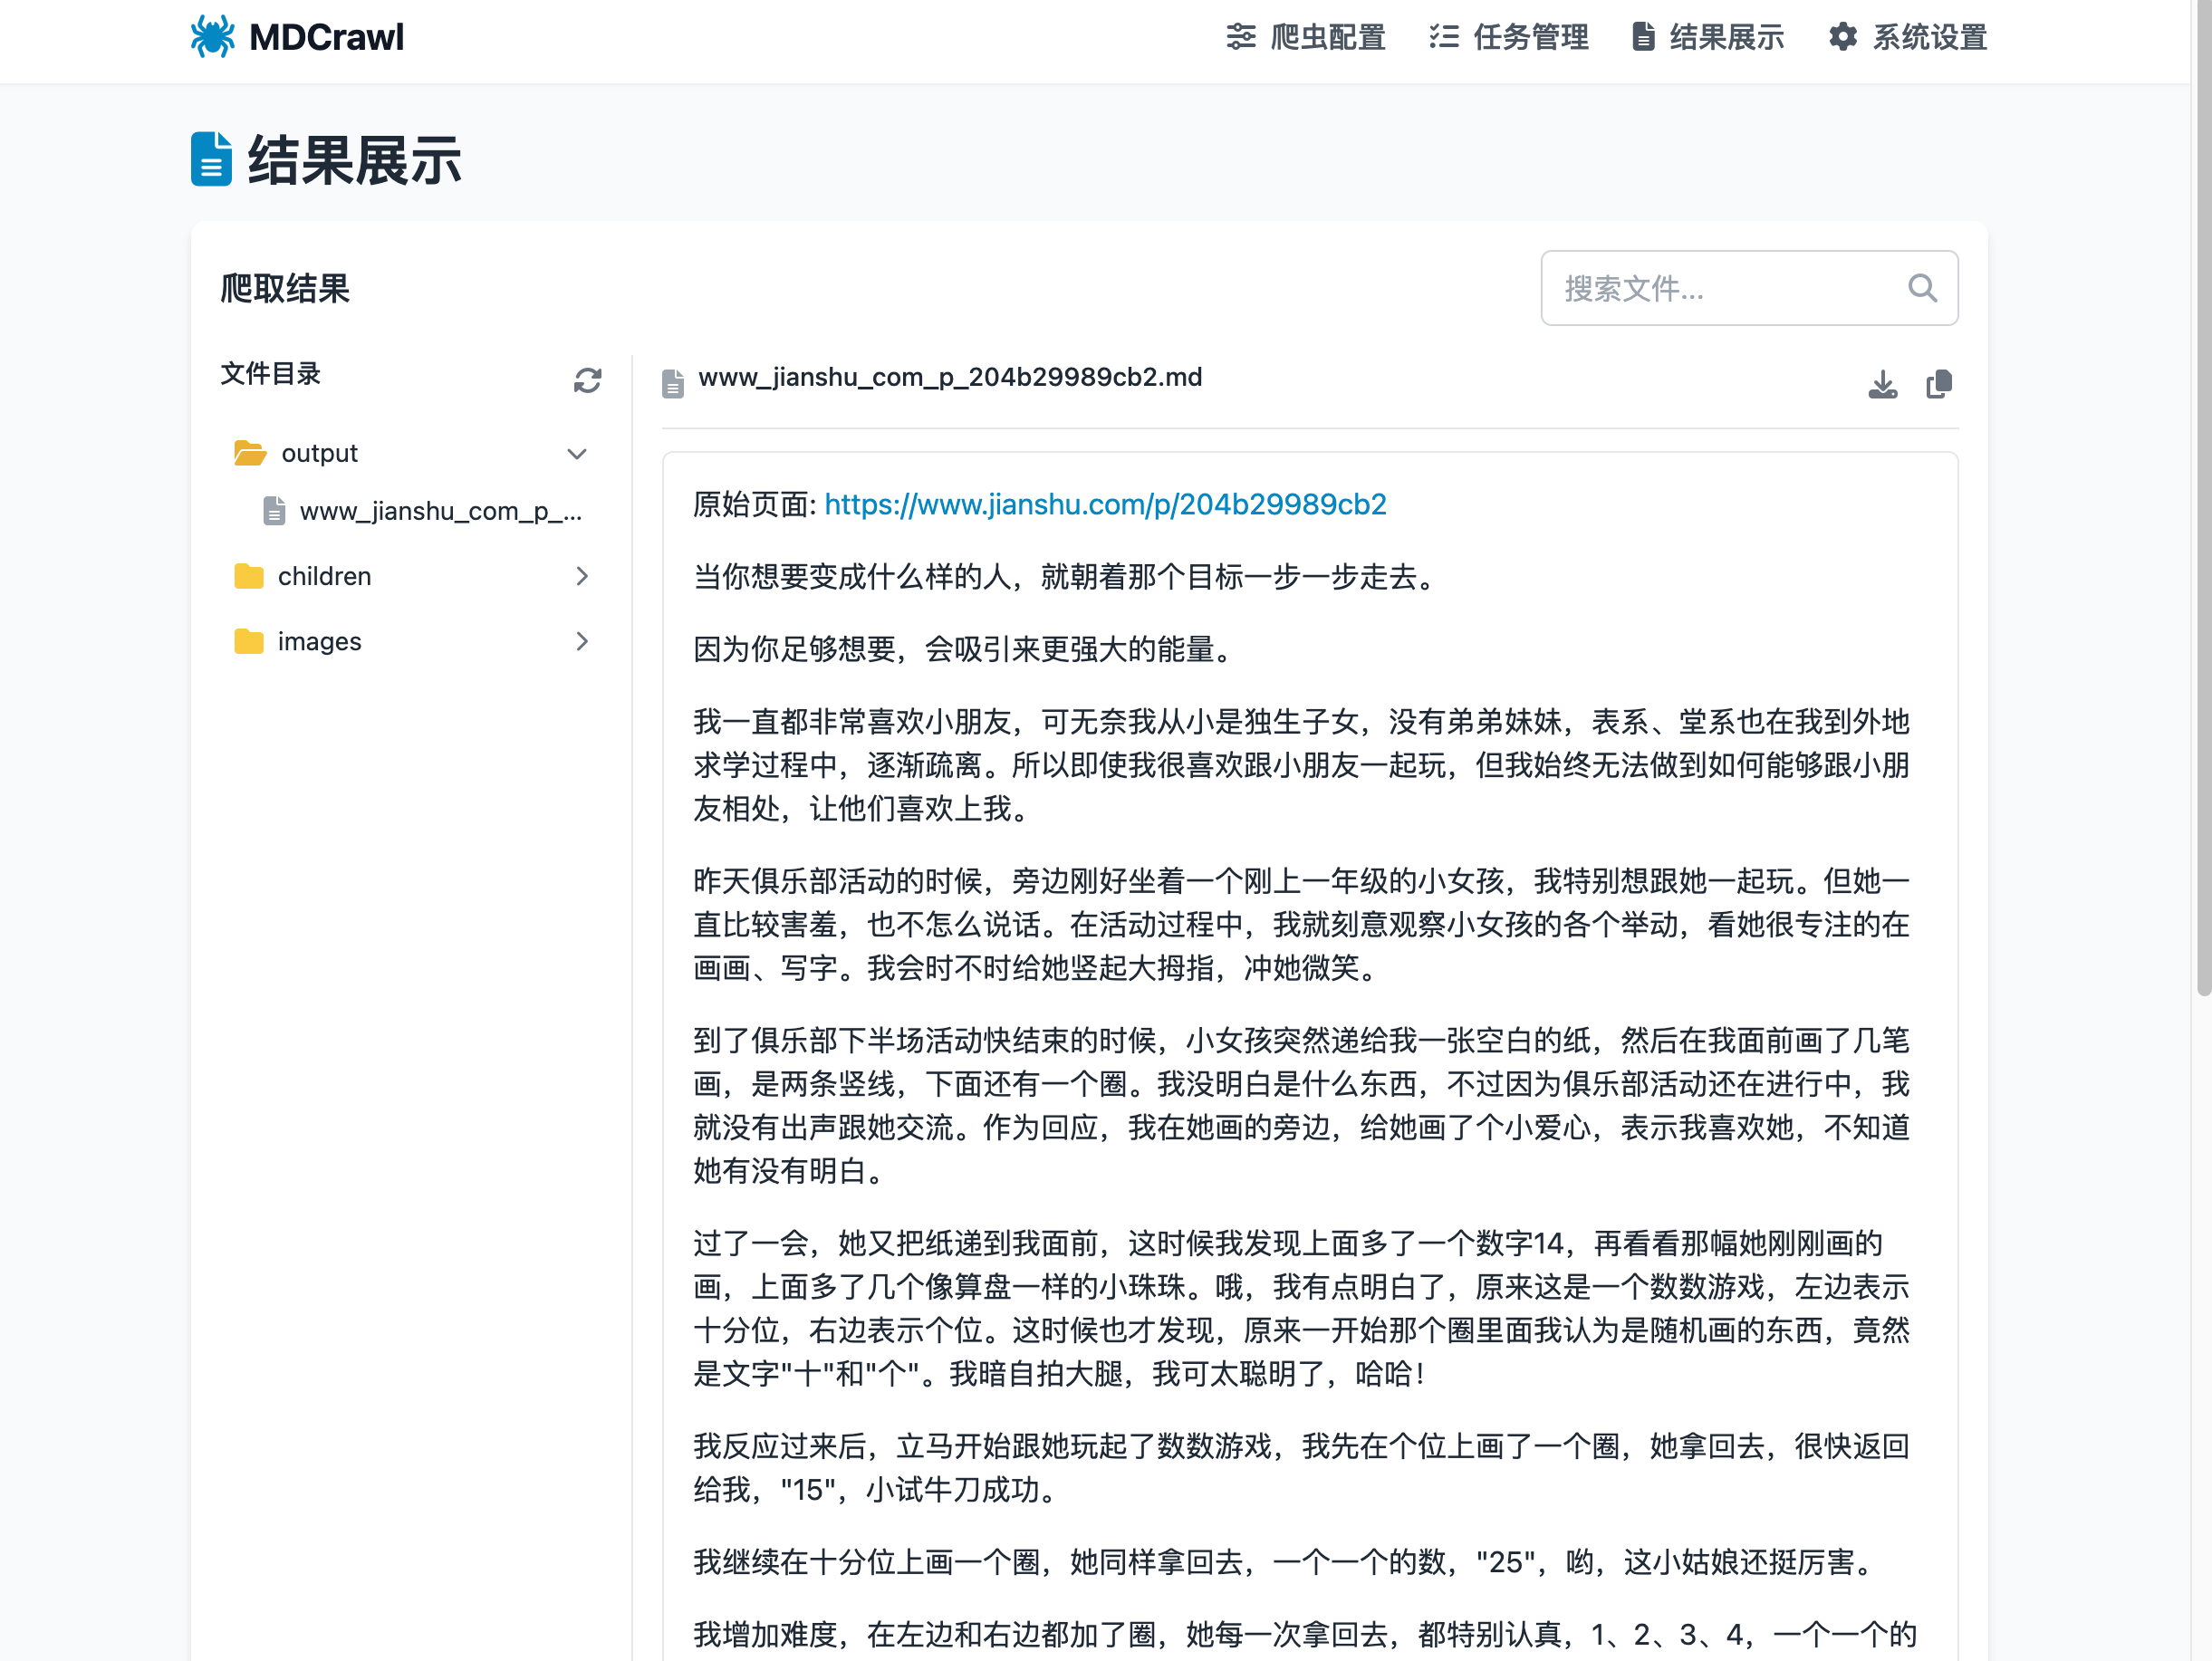 MDCrawl
爬虫配置
任务管理
结果展示
系统设置
结果展示
爬取结果
搜索文件...
文件目录
output
www_jianshu_com_p_...
children
images
www_jianshu_com_p_204b29989cb2.md
原始页面: https://www.jianshu.com/p/204b29989cb2
当你想要变成什么样的人，就朝着那个目标一步一步走去。
因为你足够想要，会吸引来更强大的能量。
我一直都非常喜欢小朋友，可无奈我从小是独生子女，没有弟弟妹妹，表系、堂系也在我到外地
求学过程中，逐渐疏离。所以即使我很喜欢跟小朋友一起玩，但我始终无法做到如何能够跟小朋
友相处，让他们喜欢上我。
昨天俱乐部活动的时候，旁边刚好坐着一个刚上一年级的小女孩，我特别想跟她一起玩。但她一
直比较害羞，也不怎么说话。在活动过程中，我就刻意观察小女孩的各个举动，看她很专注的在
画画、写字。我会时不时给她竖起大拇指，冲她微笑。
到了俱乐部下半场活动快结束的时候，小女孩突然递给我一张空白的纸，然后在我面前画了几笔
画，是两条竖线，下面还有一个圈。我没明白是什么东西，不过因为俱乐部活动还在进行中，我
就没有出声跟她交流。作为回应，我在她画的旁边，给她画了个小爱心，表示我喜欢她，不知道
她有没有明白。
过了一会，她又把纸递到我面前，这时候我发现上面多了一个数字14，再看看那幅她刚刚画的
画，上面多了几个像算盘一样的小珠珠。哦，我有点明白了，原来这是一个数数游戏，左边表示
十分位，右边表示个位。这时候也才发现，原来一开始那个圈里面我认为是随机画的东西，竟然
是文字"十"和"个"。我暗自拍大腿，我可太聪明了，哈哈！
我反应过来后，立马开始跟她玩起了数数游戏，我先在个位上画了一个圈，她拿回去，很快返回
给我，"15"，小试牛刀成功。
我继续在十分位上画一个圈，她同样拿回去，一个一个的数，"25"，哟，这小姑娘还挺厉害。
我增加难度，在左边和右边都加了圈，她每一次拿回去，都特别认真，1、2、3、4，一个一个的